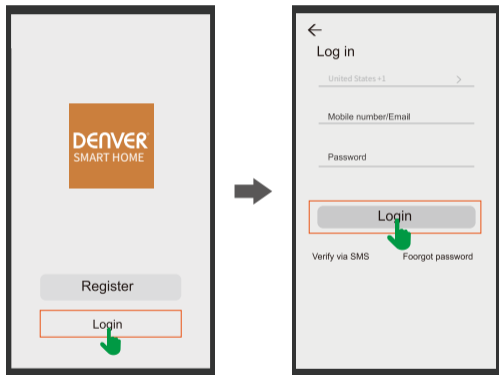 DENVER
SMART HOME
Register
Login
Log in
United States +1
Mobile number/Email
Password
Login
Verify via SMS Foorgot password